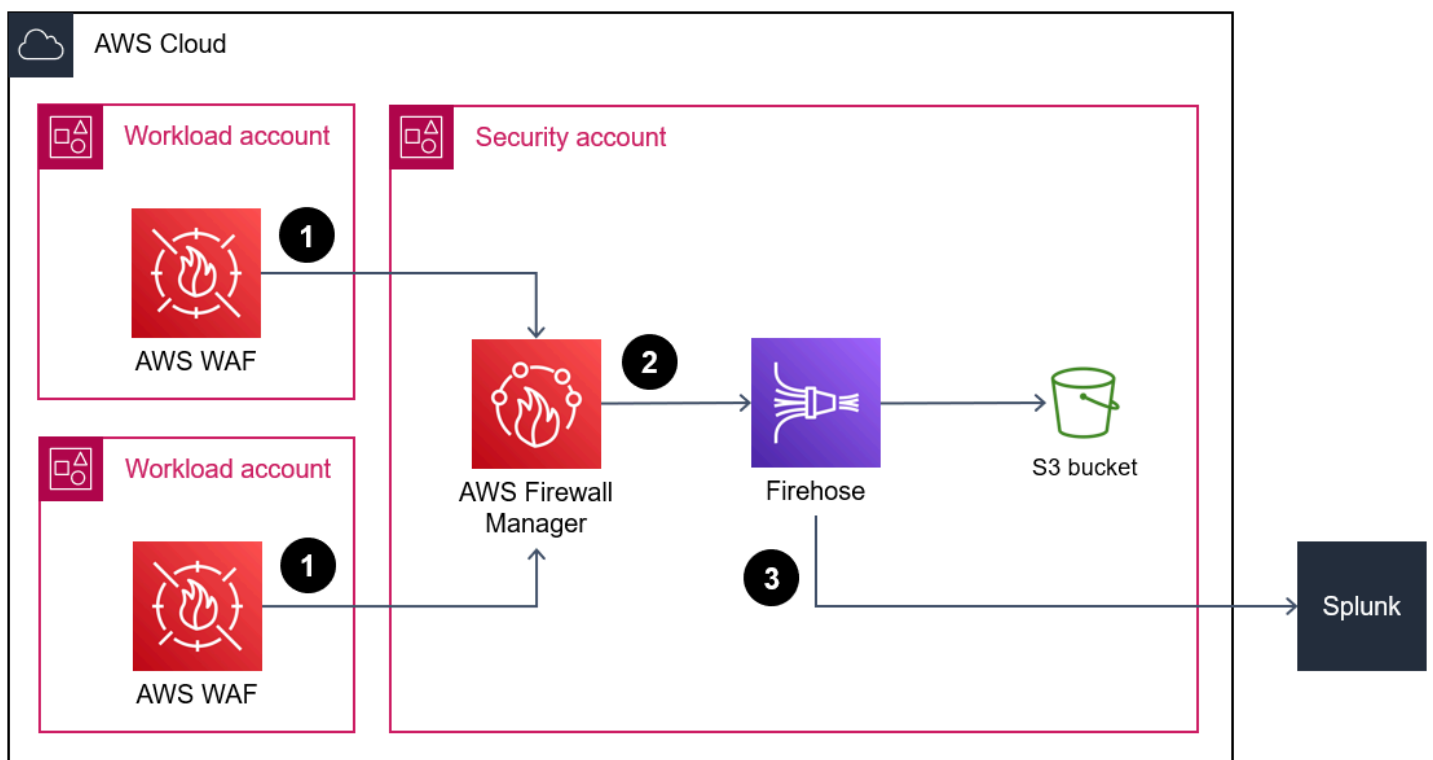 AWS Cloud
Workload account
1
AWS WAF
Security account
AWS Firewall
Manager
2
Firehose
S3 bucket
Workload account
1
AWS WAF
3
Splunk